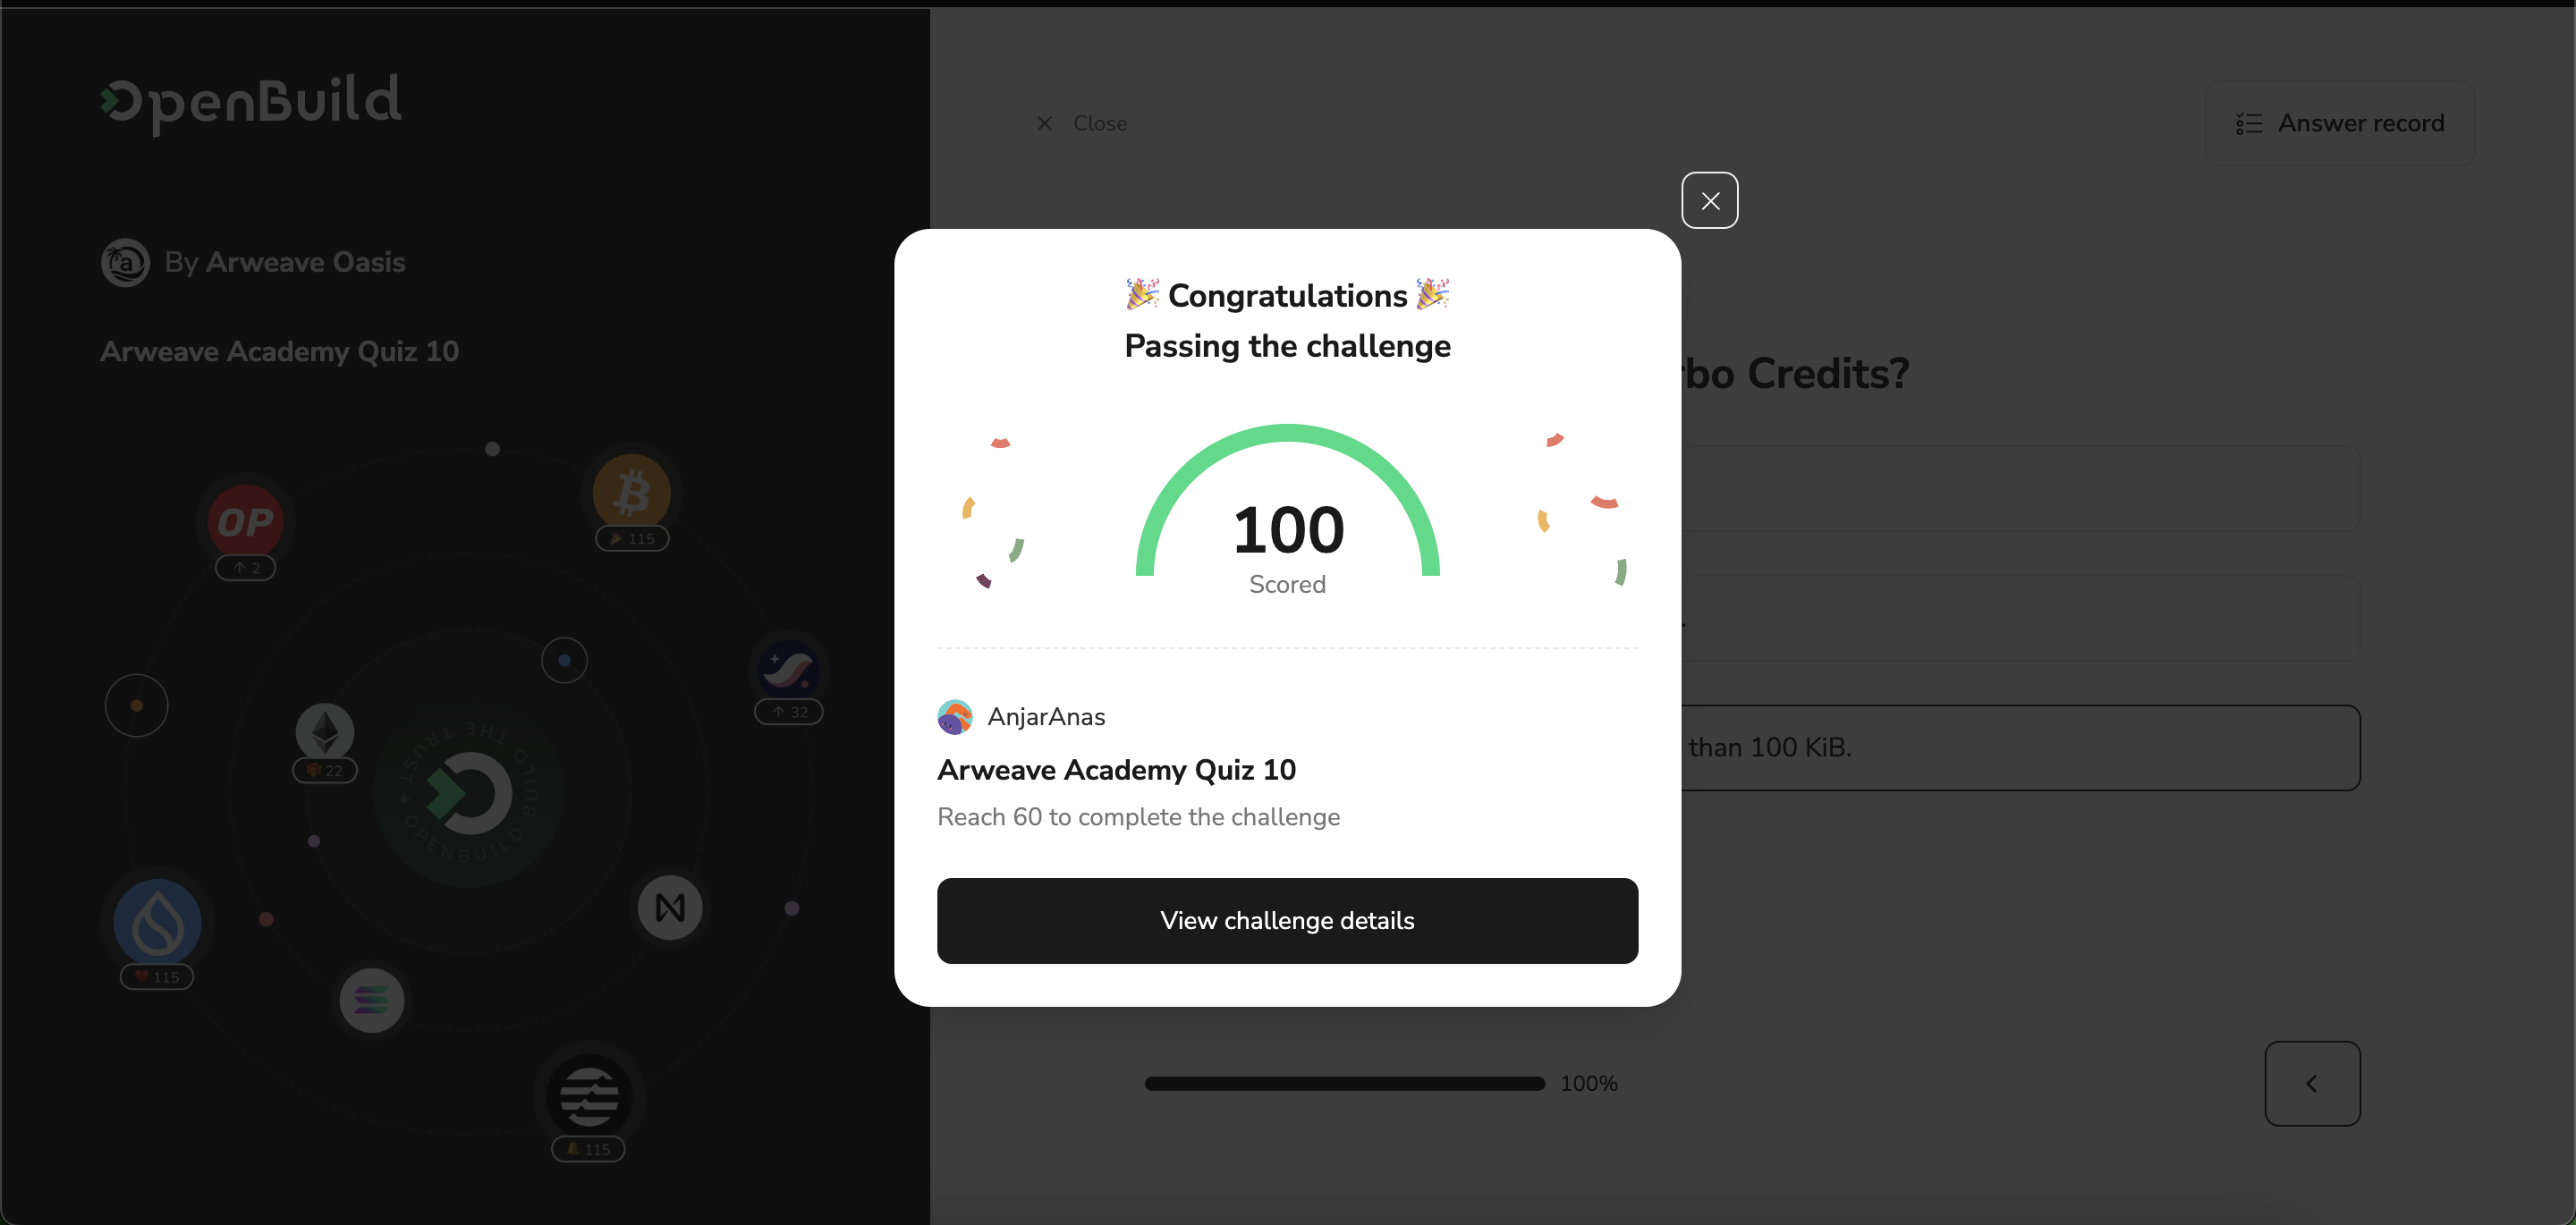 OpenBuild
By Arweave Oasis
Arweave Academy Quiz 10
OP
↑ 2
115
↑ 32
22
BUILD THE TRUST
OPENBUILD
115
115
× Close
Answer record
rbo Credits?
.
than 100 KiB.
100%
🎉 Congratulations 🎉
Passing the challenge
100
Scored
AnjarAnas
Arweave Academy Quiz 10
Reach 60 to complete the challenge
View challenge details